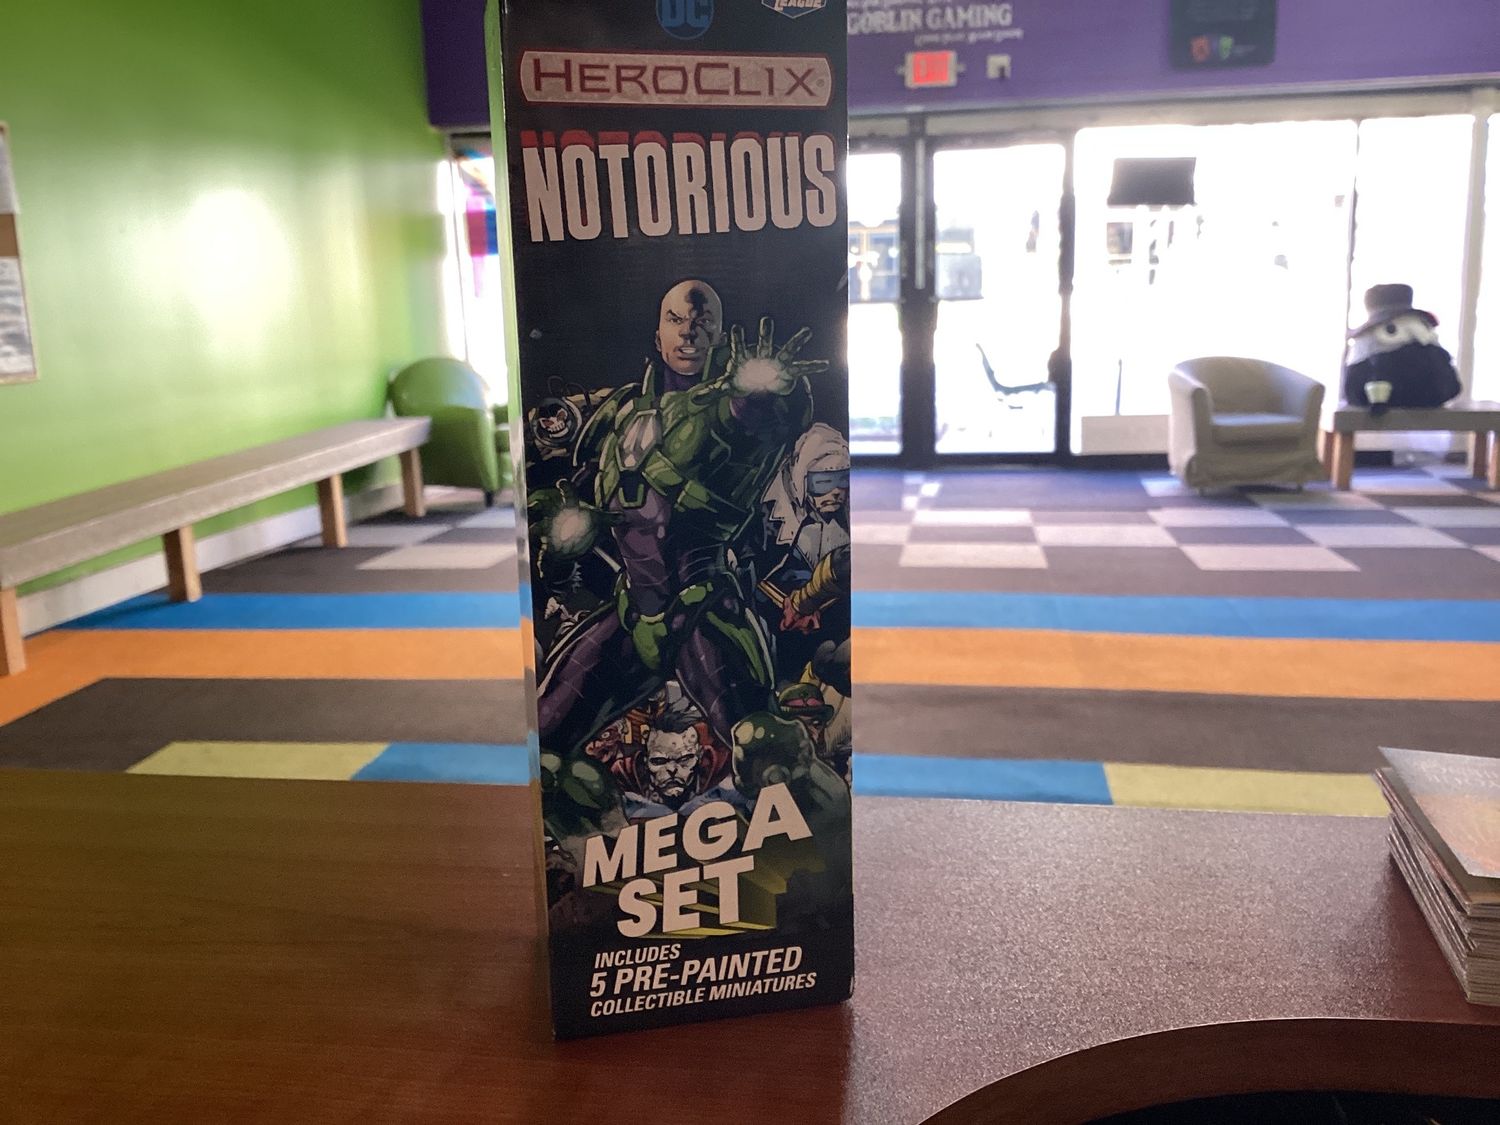 DC
LEAGUE
HEROCLIX
NOTORIOUS
MEGA
SET
INCLUDES
5 PRE-PAINTED
COLLECTIBLE MINIATURES
GOBLIN GAMING
EXIT